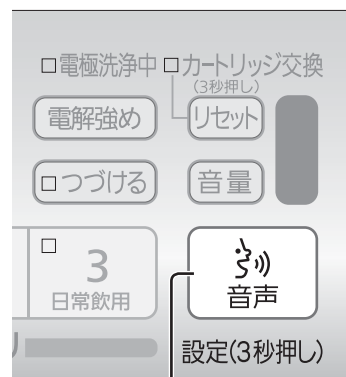 □電極洗浄中 □カートリッジ交換
(3秒押し)
電解強め リセット
□つづける 音量
3
日常飲用
音声
設定(3秒押し)